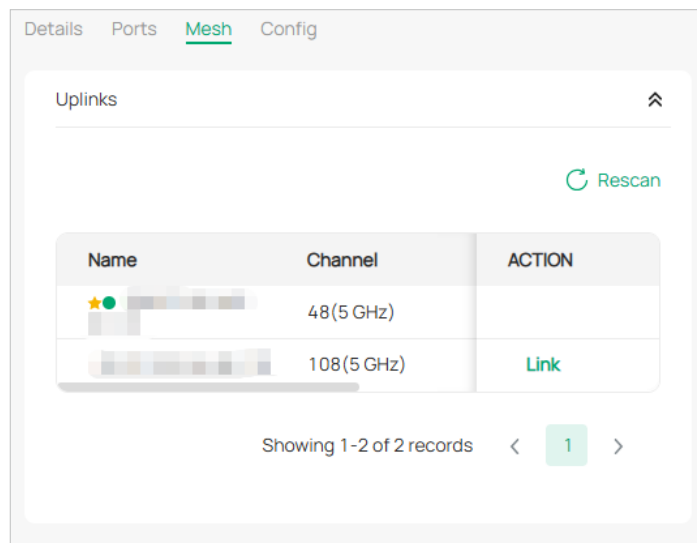 Details Ports Mesh Config
Uplinks
Rescan
Name Channel ACTION
48(5 GHz)
108(5 GHz) Link
Showing 1-2 of 2 records 1